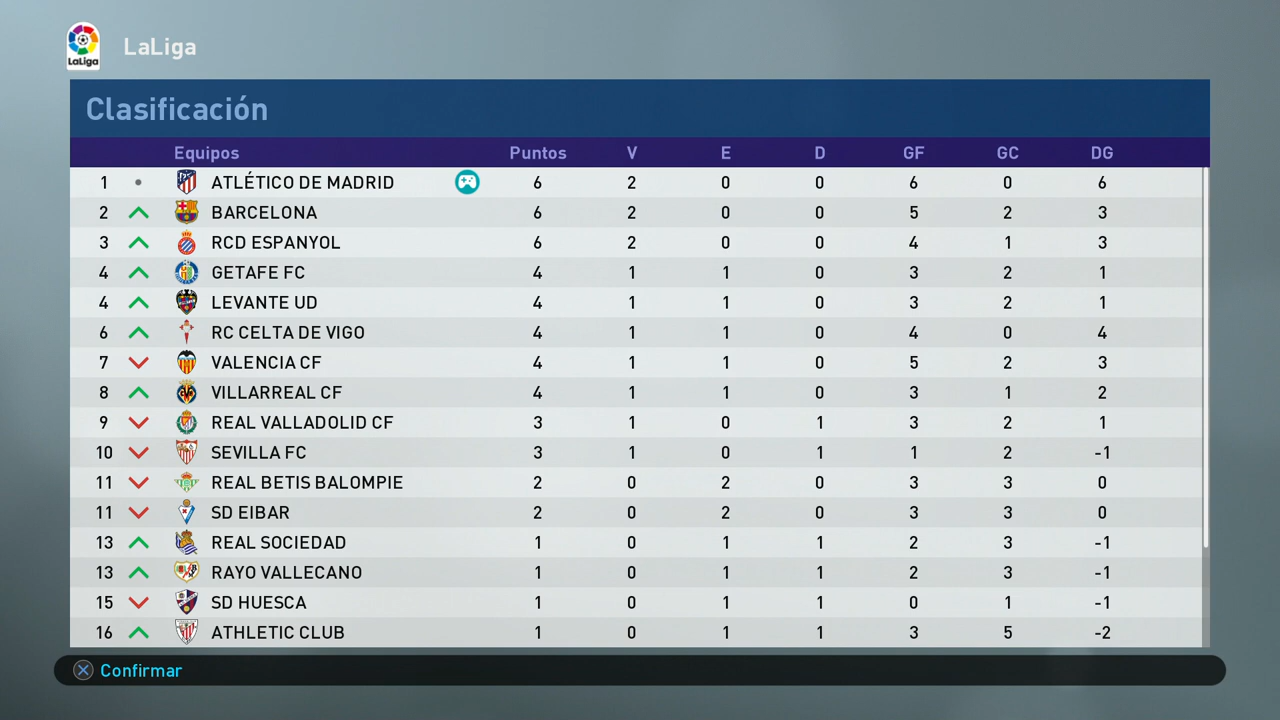 LaLiga
LaLiga
Clasificación
Equipos Puntos V E D GF GC DG
1 ATLÉTICO DE MADRID 6 2 0 0 6 0 6
2 BARCELONA 6 2 0 0 5 2 3
3 RCD ESPANYOL 6 2 0 0 4 1 3
4 GETAFE FC 4 1 1 0 3 2 1
4 LEVANTE UD 4 1 1 0 3 2 1
6 RC CELTA DE VIGO 4 1 1 0 4 0 4
7 VALENCIA CF 4 1 1 0 5 2 3
8 VILLARREAL CF 4 1 1 0 3 1 2
9 REAL VALLADOLID CF 3 1 0 1 3 2 1
10 SEVILLA FC 3 1 0 1 1 2 -1
11 REAL BETIS BALOMPIE 2 0 2 0 3 3 0
11 SD EIBAR 2 0 2 0 3 3 0
13 REAL SOCIEDAD 1 0 1 1 2 3 -1
13 RAYO VALLECANO 1 0 1 1 2 3 -1
15 SD HUESCA 1 0 1 1 0 1 -1
16 ATHLETIC CLUB 1 0 1 1 3 5 -2
Confirmar